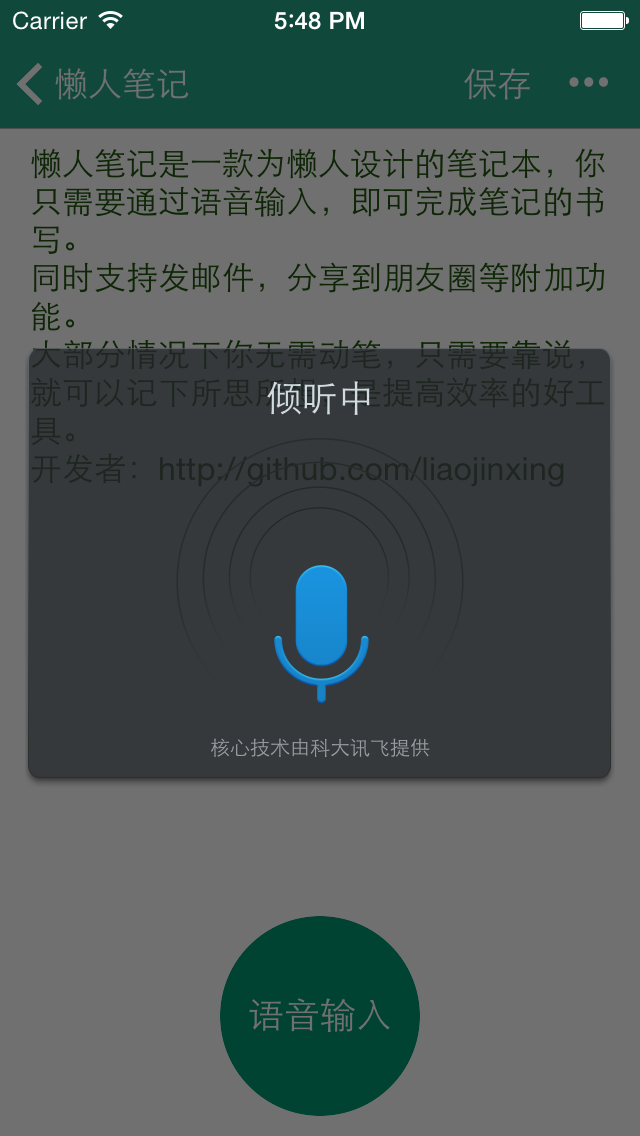 Carrier 5:48 PM
懒人笔记 保存 •••
懒人笔记是一款为懒人设计的笔记本，你
只需要通过语音输入，即可完成笔记的书
写。
同时支持发邮件，分享到朋友圈等附加功
能。
大部分情况下你无需动笔，只需要靠说，
就可以记下所思所 是提高效率的好工
倾听中
具。
开发者：http://github.com/liaojinxing
核心技术由科大讯飞提供
语音输入